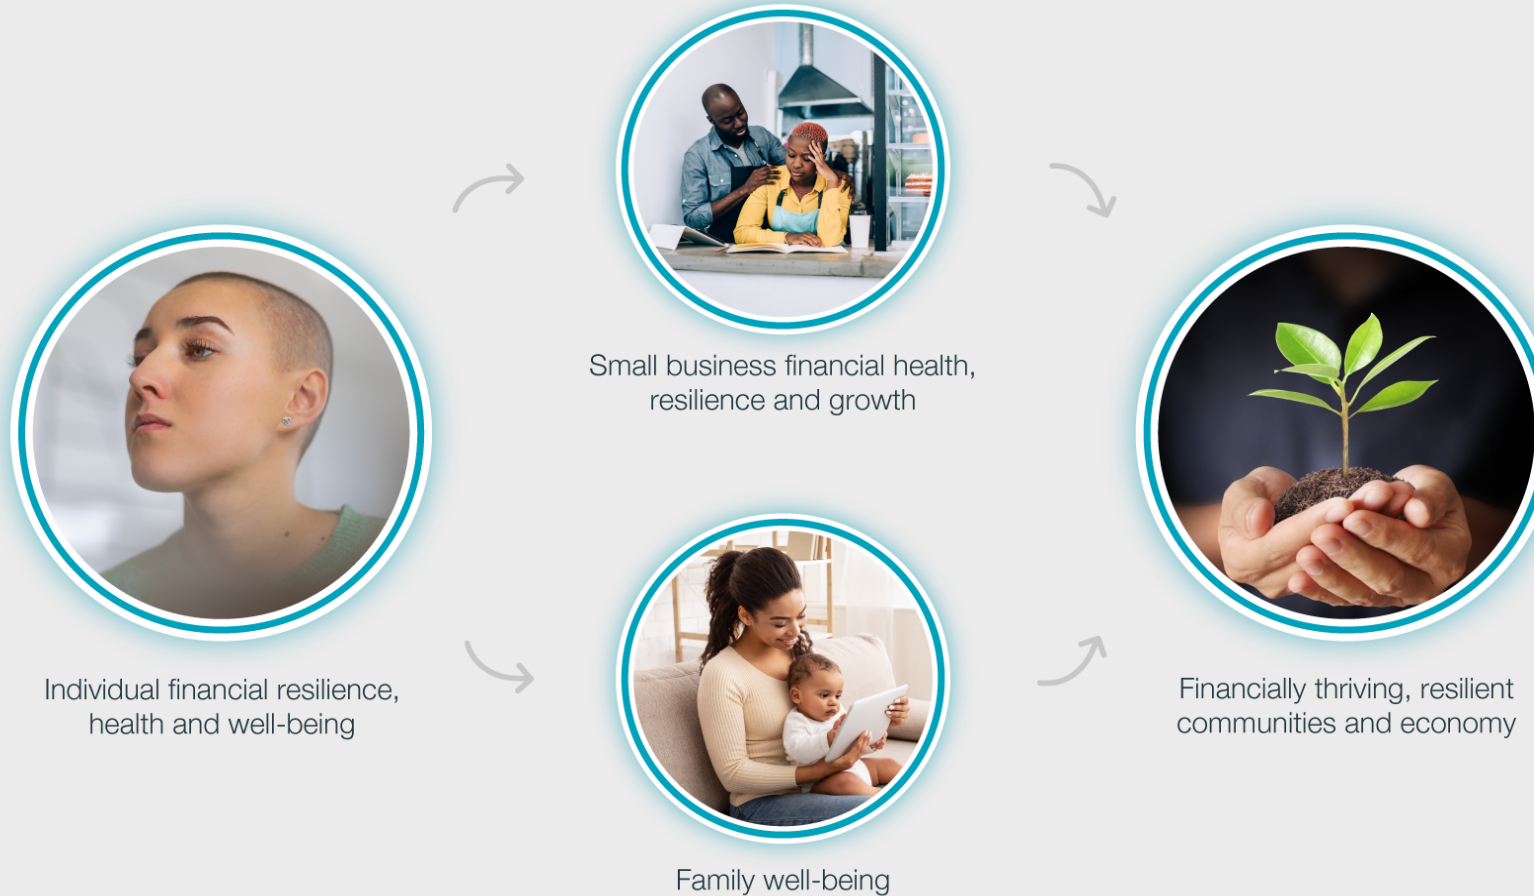 Small business financial health,
resilience and growth
Individual financial resilience,
health and well-being
Financially thriving, resilient
communities and economy
Family well-being